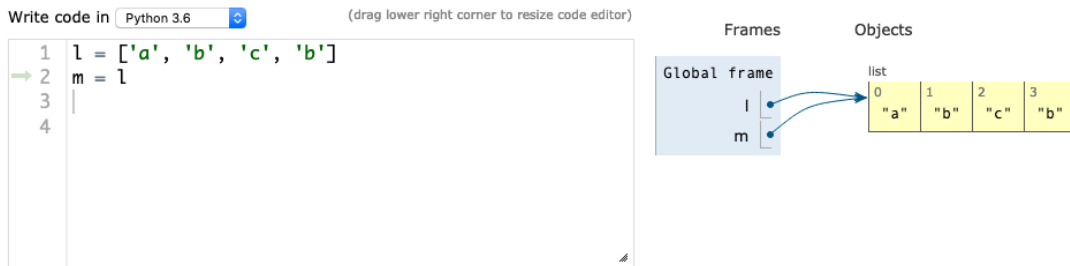 Write code in Python 3.6 (drag lower right corner to resize code editor)
1 l = ['a', 'b', 'c', 'b']
2 m = l
3
4
Frames Objects
Global frame
l
m
list
0 1 2 3
"a" "b" "c" "b"